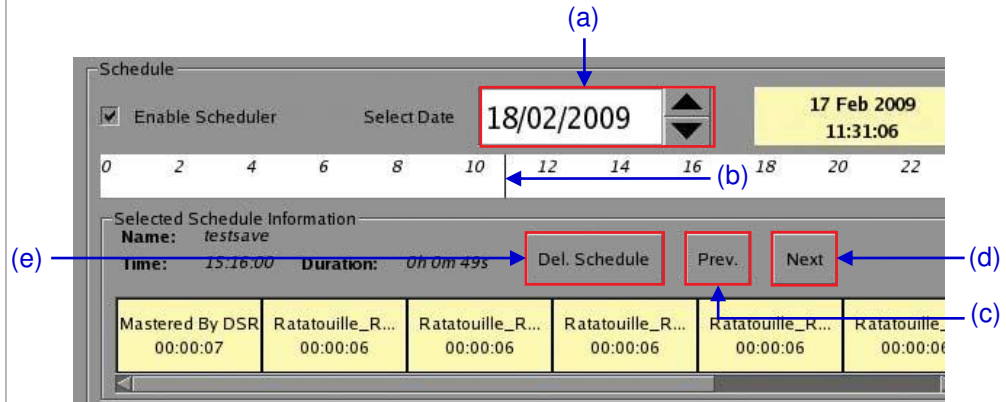 (a)
Schedule
Enable Scheduler Select Date 18/02/2009 17 Feb 2009
11:31:06
0 2 4 6 8 10 12 14 16 18 20 22
(b)
Selected Schedule Information
Name: testsave
(e) Time: 15:16:00 Duration: 0h 0m 49s Del. Schedule Prev. Next (d)
(c)
Mastered By DSR Ratatouille_R... Ratatouille_R... Ratatouille_R... Ratatouille_R... Ratatouille_
00:00:07 00:00:06 00:00:06 00:00:06 00:00:06 00:00:06